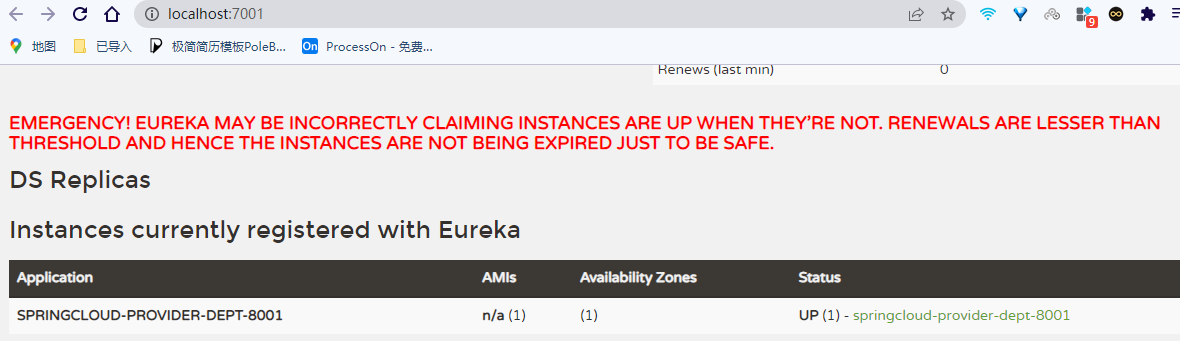 localhost:7001
9
地图 已导入 极简简历模板PoleB... On ProcessOn - 免费...
Renews (last min) 0
EMERGENCY! EUREKA MAY BE INCORRECTLY CLAIMING INSTANCES ARE UP WHEN THEY'RE NOT. RENEWALS ARE LESSER THAN
THRESHOLD AND HENCE THE INSTANCES ARE NOT BEING EXPIRED JUST TO BE SAFE.
DS Replicas
Instances currently registered with Eureka
Application AMIs Availability Zones Status
SPRINGCLOUD-PROVIDER-DEPT-8001 n/a (1) (1) UP (1) - springcloud-provider-dept-8001